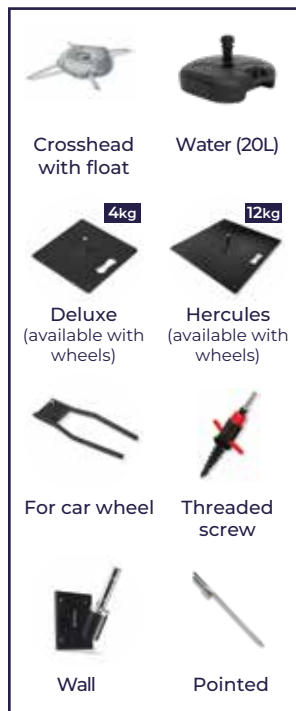 Crosshead
with float
Water (20L)
4kg
12kg
Deluxe
(available with
wheels)
Hercules
(available with
wheels)
For car wheel
Threaded
screw
Wall
Pointed